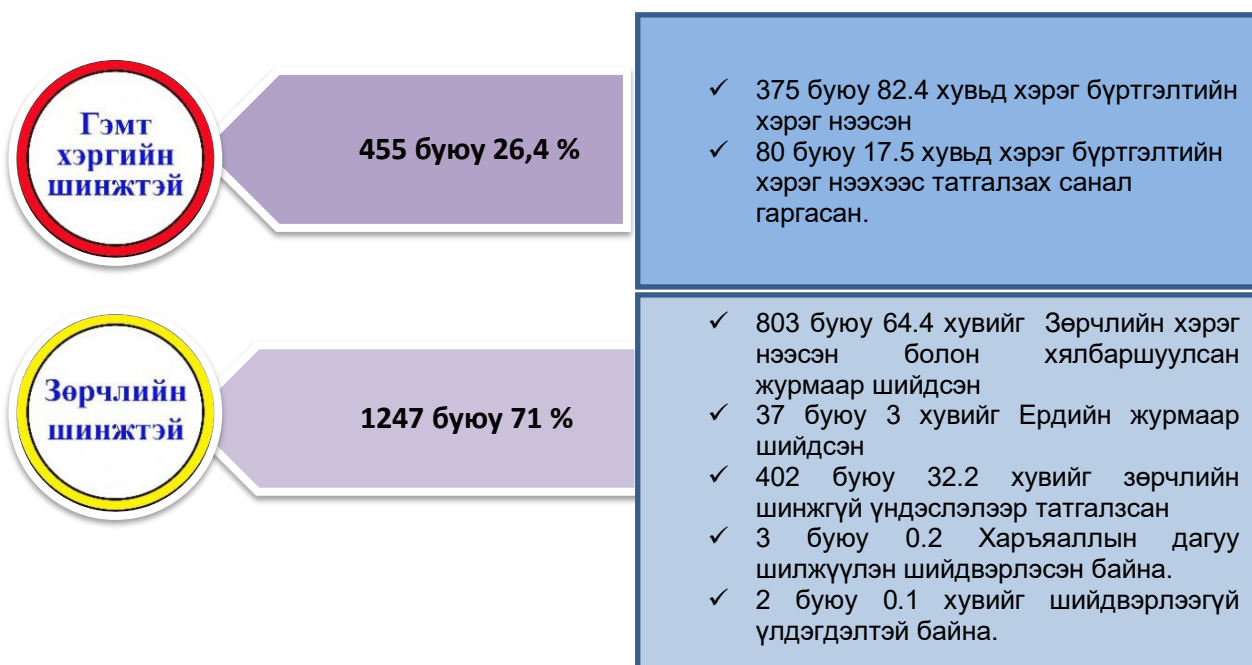 Гэмт
хэргийн
шинжтэй
455 буюу 26,4 %
✓ 375 буюу 82.4 хувьд хэрэг бүртгэлтийн
хэрэг нээсэн
✓ 80 буюу 17.5 хувьд хэрэг бүртгэлтийн
хэрэг нээхээс татгалзах санал
гаргасан.
Зөрчлийн
шинжтэй
1247 буюу 71 %
✓ 803 буюу 64.4 хувийг Зөрчлийн хэрэг
нээсэн болон хялбаршуулсан
журмаар шийдсэн
✓ 37 буюу 3 хувийг Ердийн журмаар
шийдсэн
✓ 402 буюу 32.2 хувийг зөрчлийн
шинжгүй үндэслэлээр татгалзсан
✓ 3 буюу 0.2 Харъяаллын дагуу
шилжүүлэн шийдвэрлэсэн байна.
✓ 2 буюу 0.1 хувийг шийдвэрлээгүй
үлдэгдэлтэй байна.